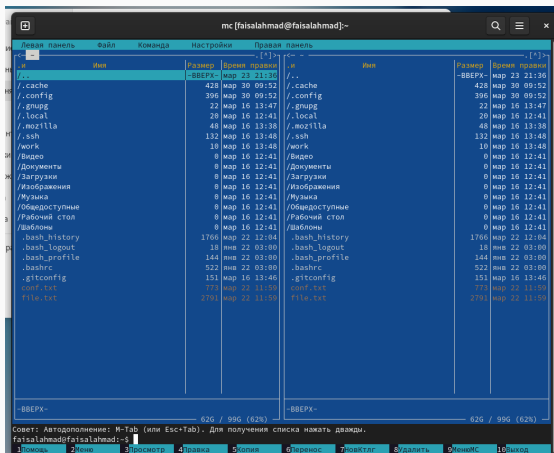 mc [faisalahmad@faisalahmad]:~
Левая панель Файл Команда Настройки Правая панель
<— ~ .[^]> <— ~ .[^]>
.и Имя Размер Время правки .и Имя Размер Время правки
/.. -ВВЕРХ- мар 23 21:36 /.. -ВВЕРХ- мар 23 21:36
/.cache 428 мар 30 09:52 /.cache 428 мар 30 09:52
/.config 396 мар 30 09:52 /.config 396 мар 30 09:52
/.gnupg 22 мар 16 13:47 /.gnupg 22 мар 16 13:47
/.local 20 мар 16 12:41 /.local 20 мар 16 12:41
/.mozilla 48 мар 16 13:38 /.mozilla 48 мар 16 13:38
/.ssh 132 мар 16 13:48 /.ssh 132 мар 16 13:48
/work 10 мар 16 13:48 /work 10 мар 16 13:48
/Видео 0 мар 16 12:41 /Видео 0 мар 16 12:41
/Документы 0 мар 16 12:41 /Документы 0 мар 16 12:41
/Загрузки 0 мар 16 12:41 /Загрузки 0 мар 16 12:41
/Изображения 0 мар 16 12:41 /Изображения 0 мар 16 12:41
/Музыка 0 мар 16 12:41 /Музыка 0 мар 16 12:41
/Общедоступные 0 мар 16 12:41 /Общедоступные 0 мар 16 12:41
/Рабочий стол 0 мар 16 12:41 /Рабочий стол 0 мар 16 12:41
/Шаблоны 0 мар 16 12:41 /Шаблоны 0 мар 16 12:41
.bash_history 1766 мар 22 12:04 .bash_history 1766 мар 22 12:04
.bash_logout 18 янв 22 03:00 .bash_logout 18 янв 22 03:00
.bash_profile 144 янв 22 03:00 .bash_profile 144 янв 22 03:00
.bashrc 522 янв 22 03:00 .bashrc 522 янв 22 03:00
.gitconfig 151 мар 16 13:46 .gitconfig 151 мар 16 13:46
conf.txt 773 мар 22 11:50 conf.txt 773 мар 22 11:50
file.txt 2791 мар 22 11:50 file.txt 2791 мар 22 11:50
-ВВЕРХ- -ВВЕРХ-
62G / 99G (62%) 62G / 99G (62%)
Совет: Автодополнение: M-Tab (или Esc+Tab). Для получения списка нажать дважды.
faisalahmad@faisalahmad:~$
1Помощь 2Меню 3Просмотр 4Правка 5Копия 6Перенос 7НовКтлг 8Удалить 9МенюMC 10Выход